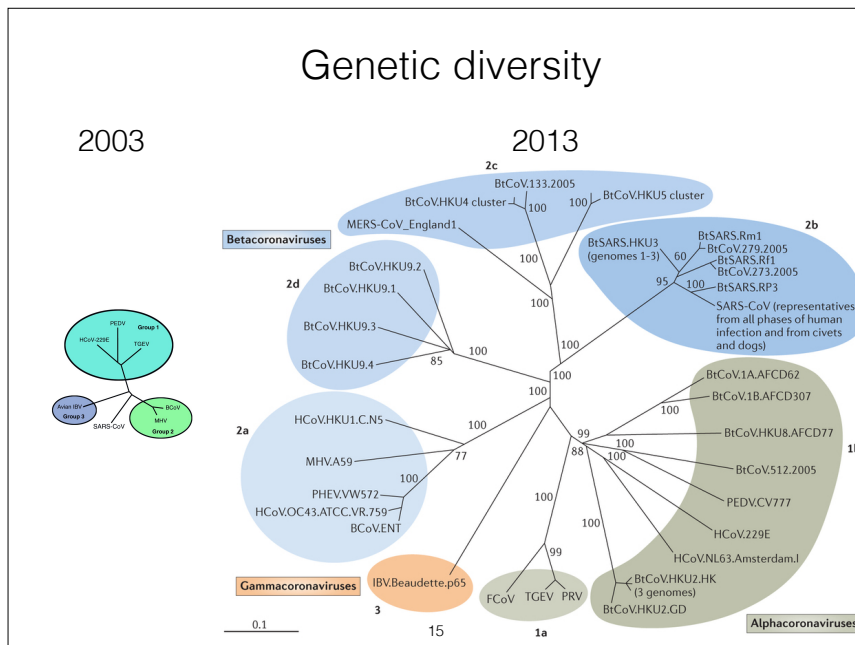 Genetic diversity
2003
2013
PEDV
Group 1
HCoV-229E
TGEV
Avian IBV
Group 3
SARS-CoV
BCoV
MHV
Group 2
2c
BtCoV.133.2005
BtCoV.HKU4 cluster
BtCoV.HKU5 cluster
100
100
MERS-CoV_England1
Betacoronaviruses
100
100
2b
BtSARS.HKU3
(genomes 1-3)
BtSARS.Rm1
BtCoV.279.2005
60
BtSARS.Rf1
BtCoV.273.2005
95
100
BtSARS.RP3
SARS-CoV (representatives
from all phases of human
infection and from civets
and dogs)
2d
BtCoV.HKU9.2
BtCoV.HKU9.1
BtCoV.HKU9.3
BtCoV.HKU9.4
85
100
100
100
100
2a
HCoV.HKU1.C.N5
100
MHV.A59
77
100
PHEV.VW572
HCoV.OC43.ATCC.VR.759
BCoV.ENT
BtCoV.1A.AFCD62
BtCoV.1B.AFCD307
100
BtCoV.HKU8.AFCD77
99
88
100
100
BtCoV.512.2005
PEDV.CV777
HCoV.229E
HCoV.NL63.Amsterdam.I
100
BtCoV.HKU2.HK
(3 genomes)
BtCoV.HKU2.GD
Alphacoronaviruses
100
99
FCoV
TGEV
PRV
1a
Gammacoronaviruses
IBV.Beaudette.p65
3
0.1
15